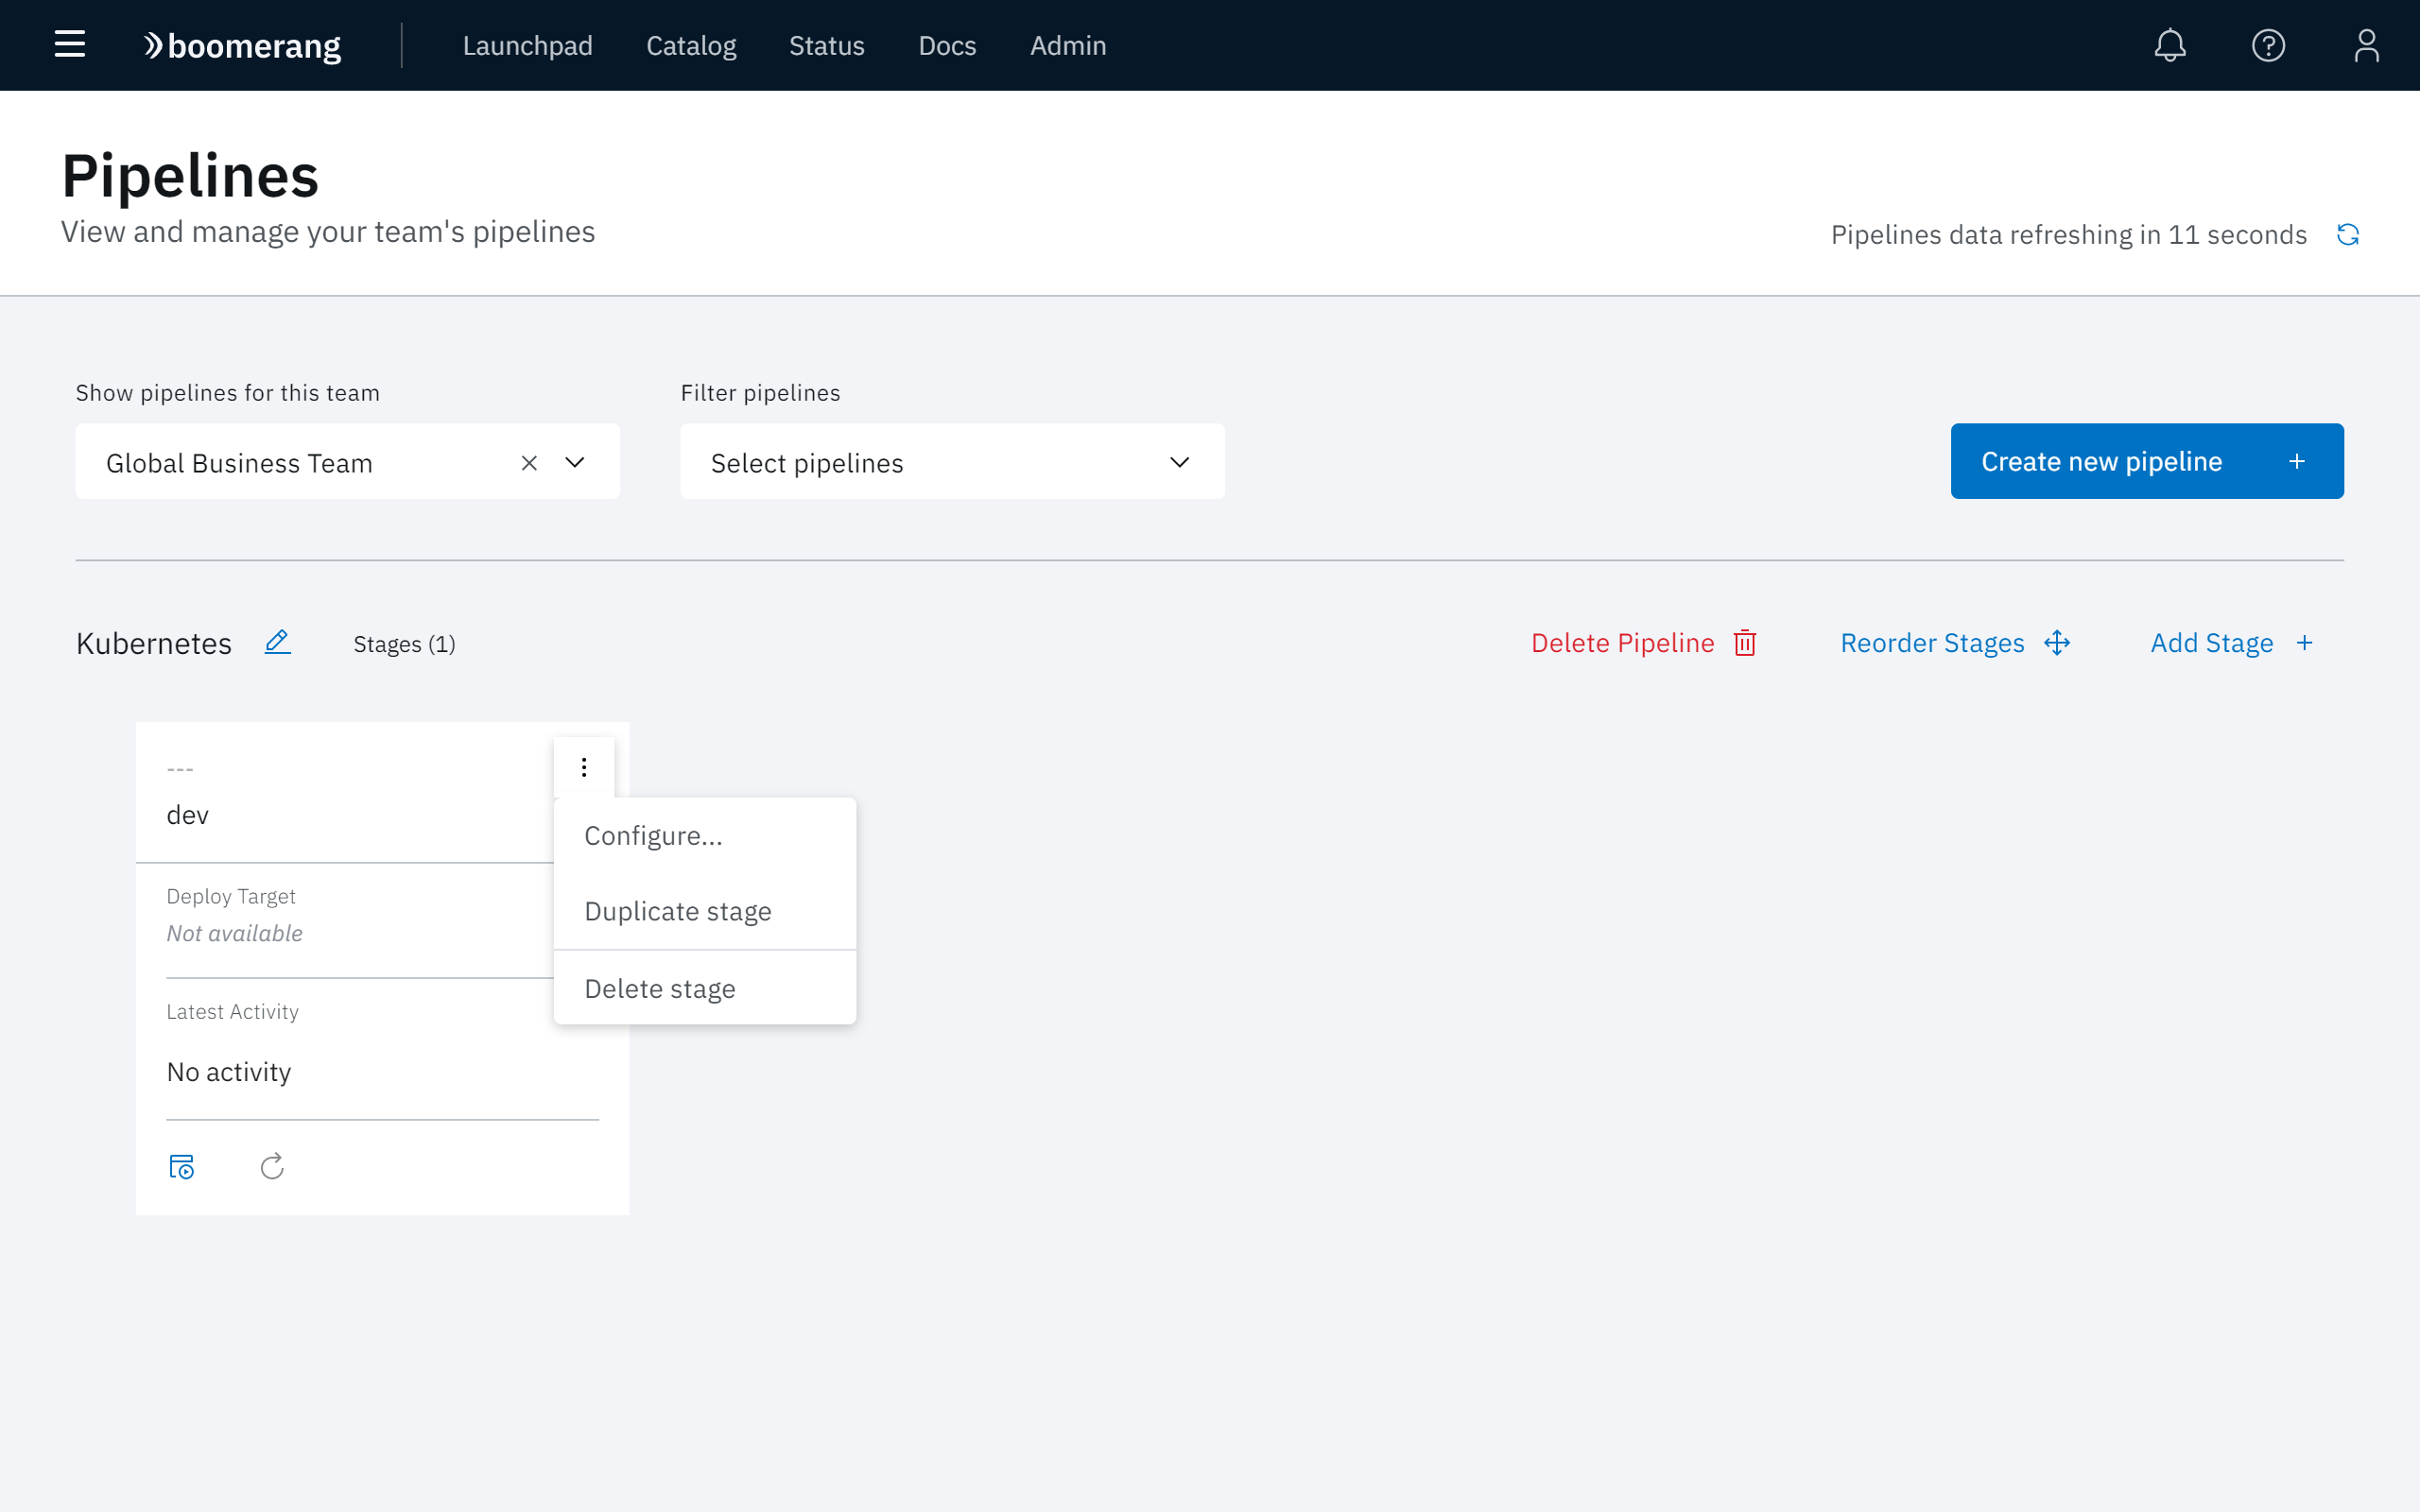 boomerang
Launchpad
Catalog
Status
Docs
Admin
Pipelines
View and manage your team's pipelines
Pipelines data refreshing in 11 seconds
Show pipelines for this team
Filter pipelines
Global Business Team
Select pipelines
Create new pipeline
Kubernetes
Stages (1)
Delete Pipeline
Reorder Stages
Add Stage
---
dev
Configure...
Duplicate stage
Delete stage
Deploy Target
Not available
Latest Activity
No activity